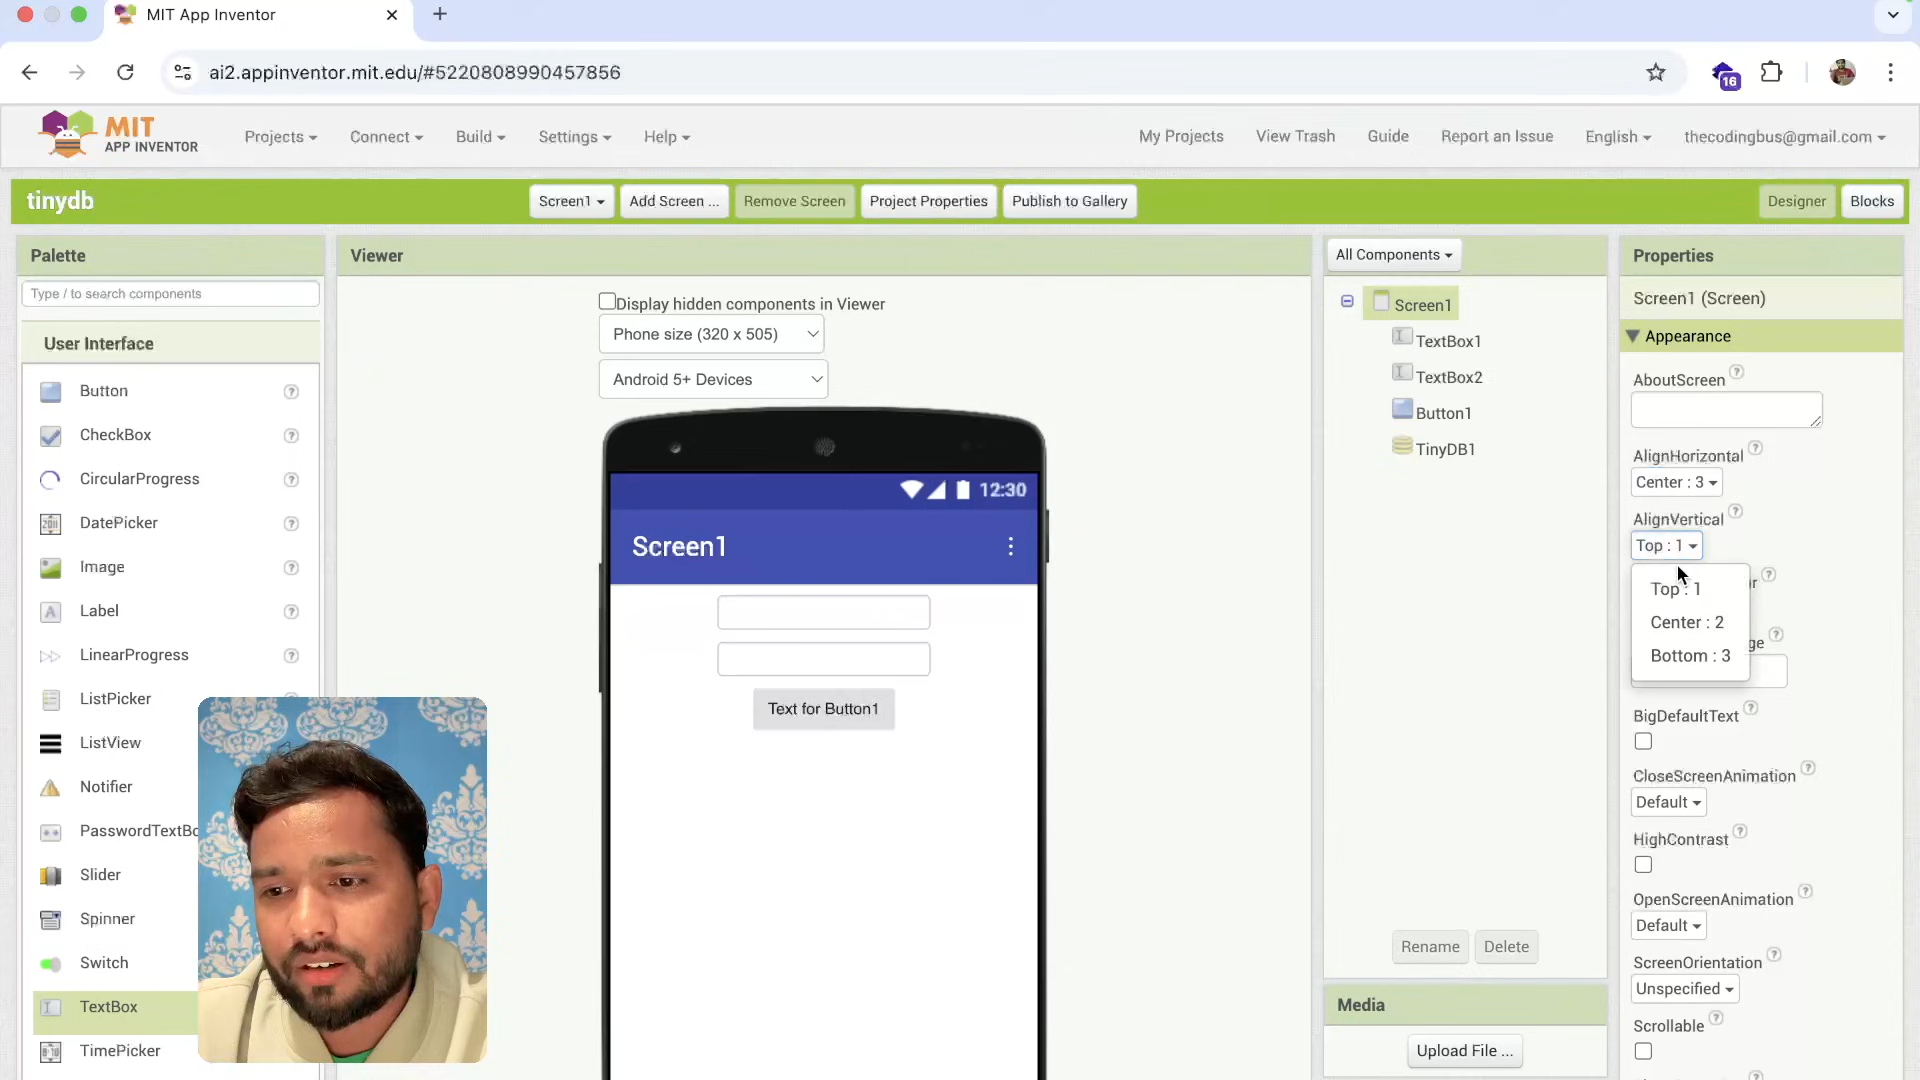 MIT App Inventor
ai2.appinventor.mit.edu/#5220808990457856
16
MIT
APP INVENTOR
Projects
Connect
Build
Settings
Help
My Projects
View Trash
Guide
Report an Issue
English
thecodingbus@gmail.com
tinydb
Screen1
Add Screen ...
Remove Screen
Project Properties
Publish to Gallery
Designer
Blocks
Palette
Type / to search components
User Interface
Button
CheckBox
CircularProgress
DatePicker
Image
Label
LinearProgress
ListPicker
ListView
Notifier
PasswordTextBo
Slider
Spinner
Switch
TextBox
TimePicker
Viewer
Display hidden components in Viewer
Phone size (320 x 505)
Android 5+ Devices
12:30
Screen1
Text for Button1
All Components
Screen1
TextBox1
TextBox2
Button1
TinyDB1
Rename
Delete
Media
Upload File ...
Properties
Screen1 (Screen)
Appearance
AboutScreen
AlignHorizontal
Center : 3
AlignVertical
Top : 1
Top : 1
Center : 2
Bottom : 3
r
ge
BigDefaultText
CloseScreenAnimation
Default
HighContrast
OpenScreenAnimation
Default
ScreenOrientation
Unspecified
Scrollable